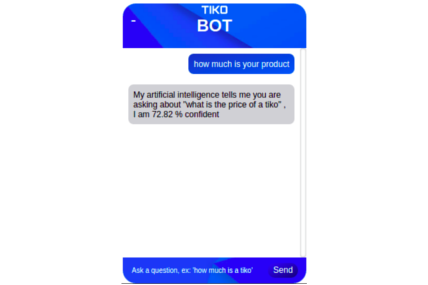 TIKO
BOT
how much is your product
My artificial intelligence tells me you are
asking about "what is the price of a tiko" ,
I am 72.82 % confident
Ask a question, ex: 'how much is a tiko'
Send